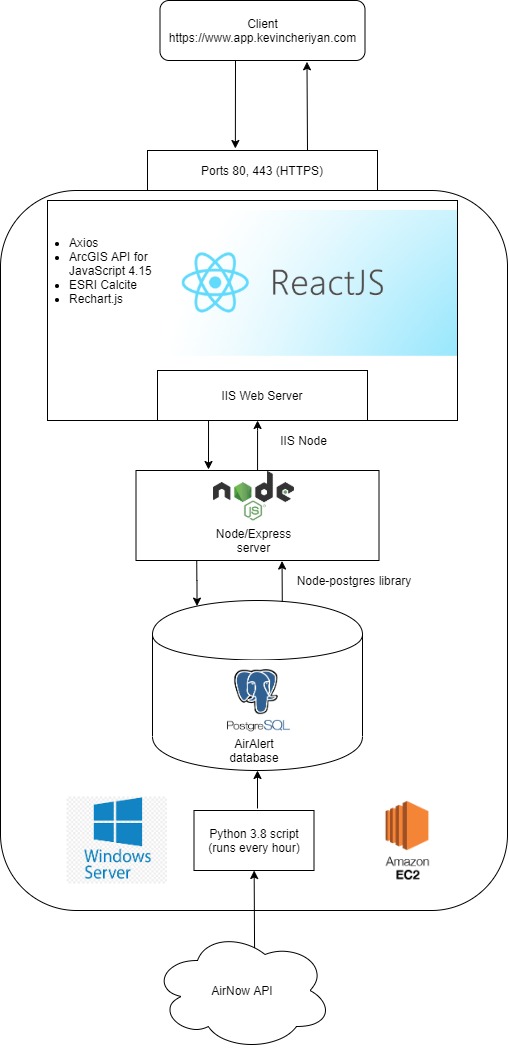 Client
https://www.app.kevincheriyan.com
Ports 80, 443 (HTTPS)
Axios
ArcGIS API for
JavaScript 4.15
ESRI Calcite
Rechart.js
ReactJS
IIS Web Server
IIS Node
node
JS
Node/Express
server
Node-postgres library
PostgreSQL
AirAlert
database
Python 3.8 script
(runs every hour)
Windows
Server
Amazon
EC2
AirNow API